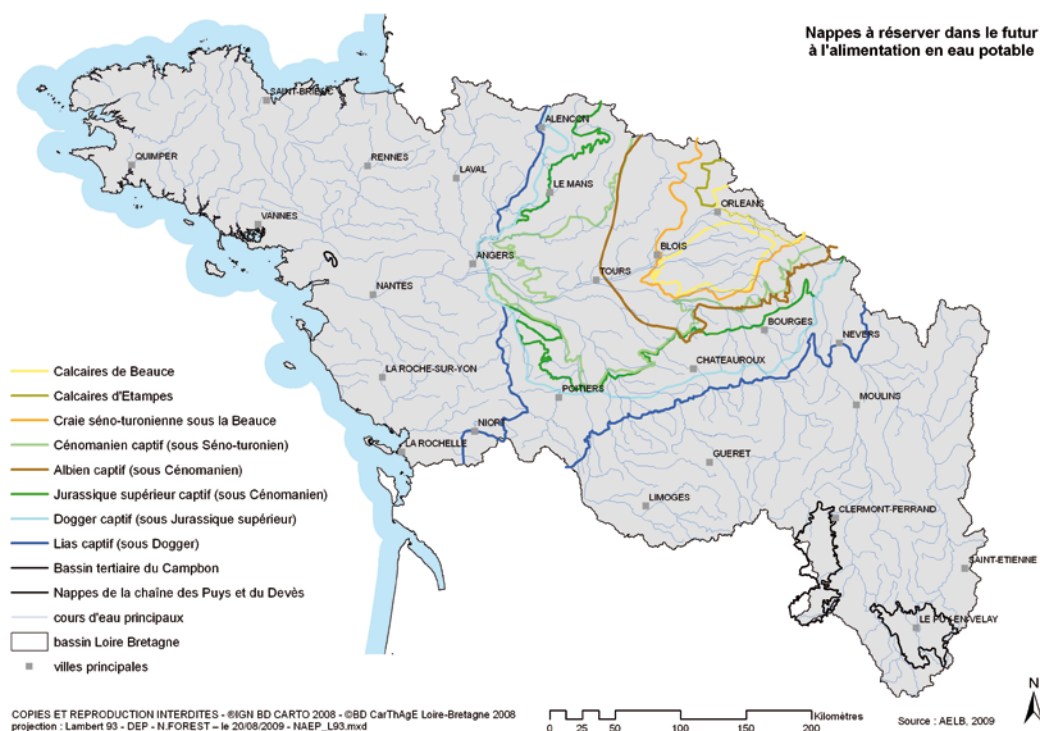 Nappes à réserver dans le futur
à l'alimentation en eau potable
SAINT-BRIEUC
ALENCON
QUIMPER
RENNES
LAVAL
LE MANS
ORLEANS
VANNES
BLOIS
ANGERS
TOURS
NANTES
BOURGES
NEVERS
CHATEAUROUX
LA ROCHE-SUR-YON
POITIERS
MOULINS
NIORT
LA ROCHELLE
GUERET
LIMOGES
CLERMONT-FERRAND
SAINT-ETIENNE
LE PUY-EN-VELAY
Calcaires de Beauce
Calcaires d'Etampes
Craie séno-turonienne sous la Beauce
Cénomanien captif (sous Séno-turonien)
Albien captif (sous Cénomanien)
Jurassique supérieur captif (sous Cénomanien)
Dogger captif (sous Jurassique supérieur)
Lias captif (sous Dogger)
Bassin tertiaire du Campbon
Nappes de la chaîne des Puys et du Devès
cours d'eau principaux
bassin Loire Bretagne
villes principales
N
COPIES ET REPRODUCTION INTERDITES - ©IGN BD CARTO 2008 - ©BD CarThAgE Loire-Bretagne 2008
projection : Lambert 93 - DEP - N.FOREST – le 20/08/2009 - NAEP_L93.mxd
Kilomètres
0 50 100 150 200
Source : AELB, 2009